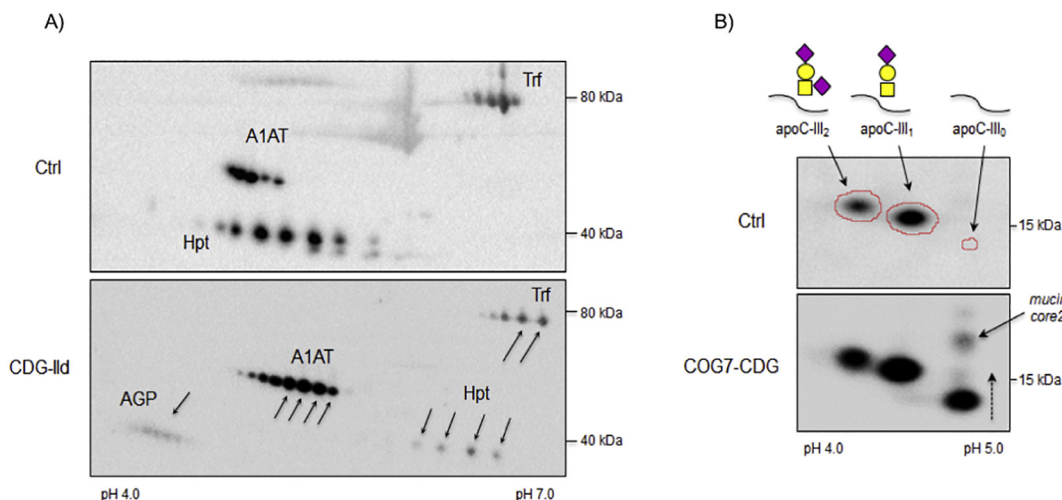 A)
Trf
80 kDa
A1AT
Ctrl
40 kDa
Hpt
Trf
80 kDa
A1AT
CDG-IId
Hpt
AGP
40 kDa
pH 4.0
pH 7.0
B)
apoC-III2
apoC-III1
apoC-III0
Ctrl
15 kDa
core2
COG7-CDG
15 kDa
pH 4.0
pH 5.0